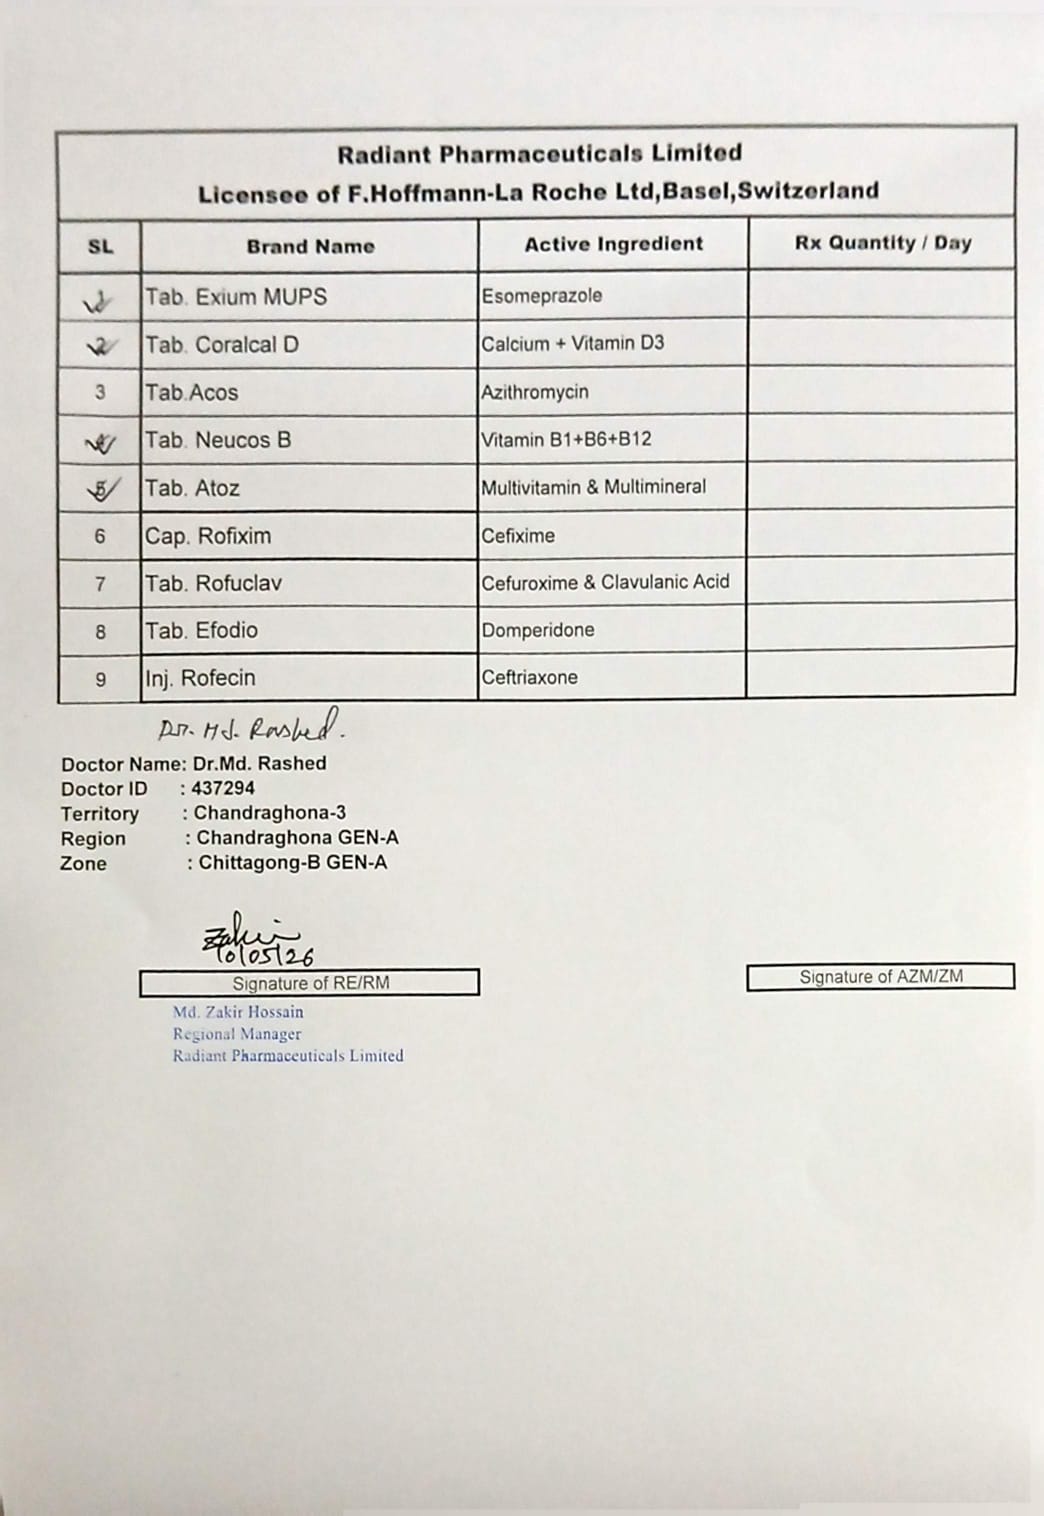 Radiant Pharmaceuticals Limited
Licensee of F.Hoffmann-La Roche Ltd,Basel,Switzerland
SL Brand Name Active Ingredient Rx Quantity / Day
1 Tab. Exium MUPS Esomeprazole
2 Tab. Coralcal D Calcium + Vitamin D3
3 Tab.Acos Azithromycin
4 Tab. Neucos B Vitamin B1+B6+B12
5 Tab. Atoz Multivitamin & Multimineral
6 Cap. Rofixim Cefixime
7 Tab. Rofuclav Cefuroxime & Clavulanic Acid
8 Tab. Efodio Domperidone
9 Inj. Rofecin Ceftriaxone
Dr. Md. Rashed.
Doctor Name: Dr.Md. Rashed
Doctor ID : 437294
Territory : Chandraghona-3
Region : Chandraghona GEN-A
Zone : Chittagong-B GEN-A
Zakir
10/05/26
Signature of RE/RM Signature of AZM/ZM
Md. Zakir Hossain
Regional Manager
Radiant Pharmaceuticals Limited